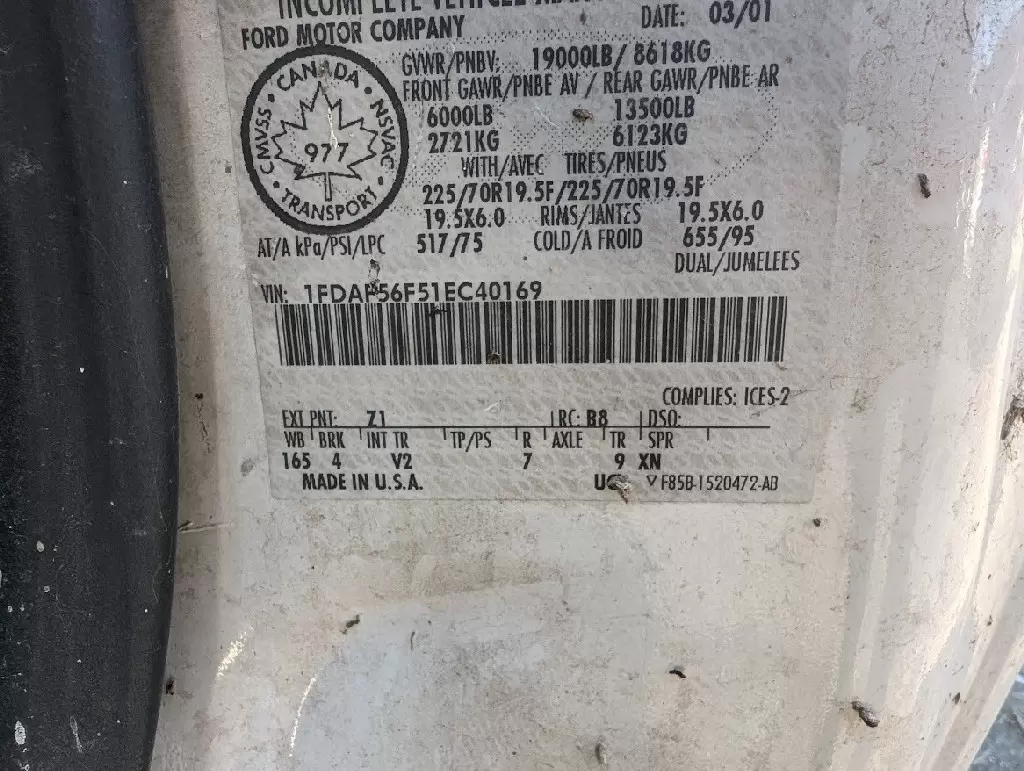 INCOMPLETE VEHICLE
FORD MOTOR COMPANY
DATE: 03/01
GVWR/PNBV: 19000LB/ 8618KG
FRONT GAWR/PNBE AV / REAR GAWR/PNBE AR
6000LB 13500LB
2721KG 6123KG
WITH/AVEC TIRES/PNEUS
225/70R19.5F/225/70R19.5F
19.5X6.0 RIMS/JANTES 19.5X6.0
AT/A kPa/PSI/LPC 517/75 COLD/A FROID 655/95
DUAL/JUMELEES
CANADA
CMVSS NSVAC
977
TRANSPORT
VIN: 1FDAF56F51EC40169
COMPLIES: ICES-2
EXT PNT: Z1 RC: B8 DSO:
WB BRK INT TR TP/PS R AXLE TR SPR
165 4 V2 7 9 XN
MADE IN U.S.A.
F85B-1520472-AB